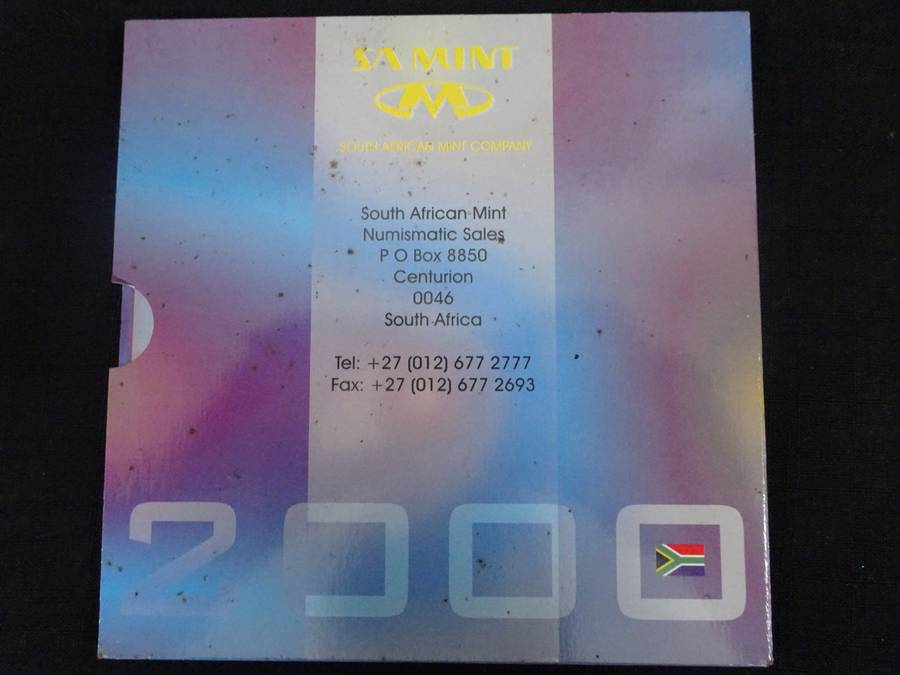 SA MINT
SOUTH AFRICAN MINT COMPANY
South African Mint
Numismatic Sales
P O Box 8850
Centurion
0046
South Africa
Tel: +27 (012) 677 2777
Fax: +27 (012) 677 2693
2000